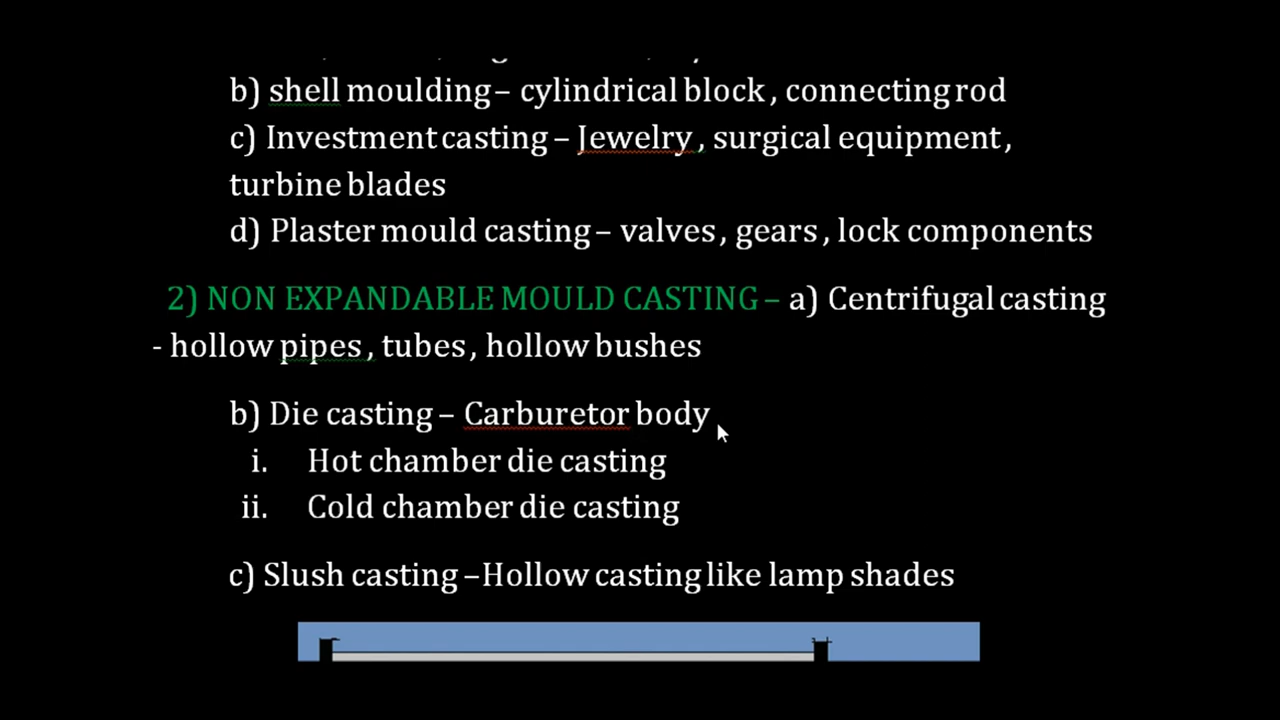 b) shell moulding – cylindrical block , connecting rod
c) Investment casting – Jewelry , surgical equipment ,
turbine blades
d) Plaster mould casting – valves , gears , lock components
2) NON EXPANDABLE MOULD CASTING – a) Centrifugal casting
- hollow pipes , tubes , hollow bushes
b) Die casting – Carburetor body
i. Hot chamber die casting
ii. Cold chamber die casting
c) Slush casting –Hollow casting like lamp shades